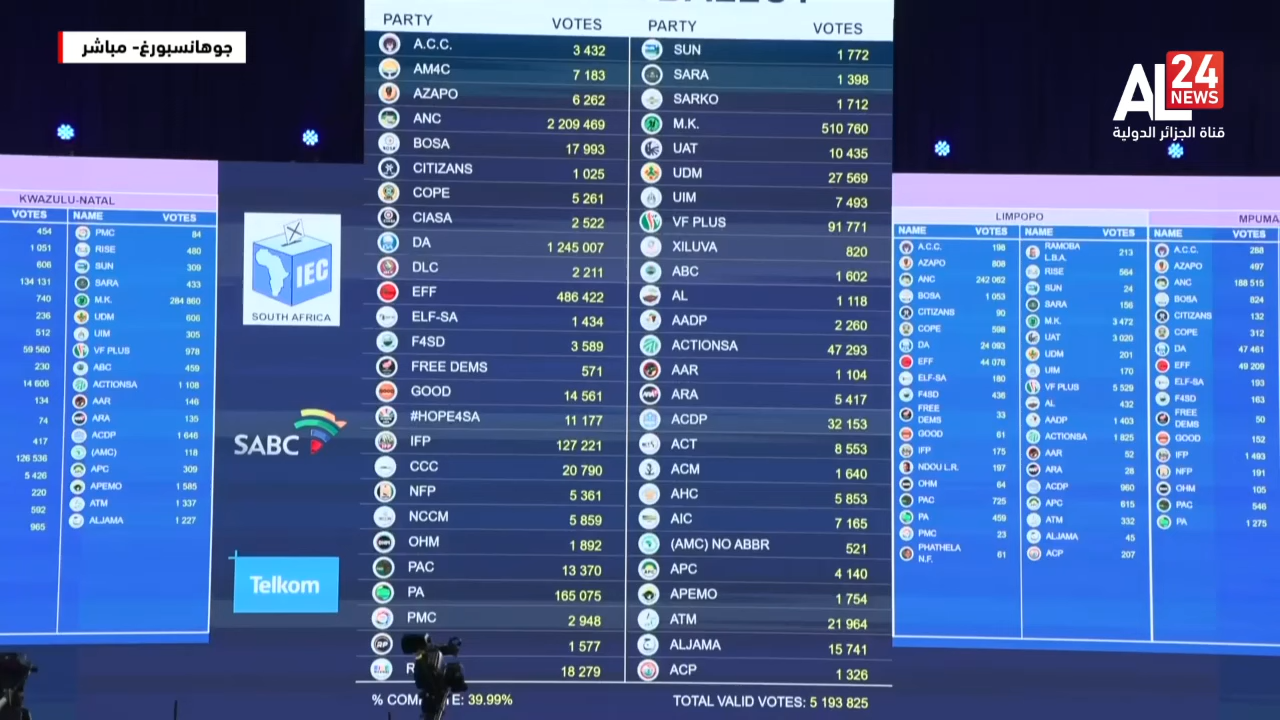 جوهانسبورغ- مباشر
AL 24 NEWS
قناة الجزائر الدولية
PARTY VOTES PARTY VOTES
A.C.C. 3 432 SUN 1 772
AM4C 7 183 SARA 1 398
AZAPO 6 262 SARKO 1 712
ANC 2 209 469 M.K. 510 760
BOSA 17 993 UAT 10 435
CITIZANS 1 025 UDM 27 569
COPE 5 261 UIM 7 493
CIASA 2 522 VF PLUS 91 771
DA 1 245 007 XILUVA 820
DLC 2 211 ABC 1 602
EFF 486 422 AL 1 118
ELF-SA 1 434 AADP 2 260
F4SD 3 589 ACTIONSA 47 293
FREE DEMS 571 AAR 1 104
GOOD 14 561 ARA 5 417
#HOPE4SA 11 177 ACDP 32 153
IFP 127 221 ACT 8 553
CCC 20 790 ACM 1 640
NFP 5 361 AHC 5 853
NCCM 5 859 AIC 7 165
OHM 1 892 (AMC) NO ABBR 521
PAC 13 370 APC 4 140
PA 165 075 APEMO 1 754
PMC 2 948 ATM 21 964
1 577 ALJAMA 15 741
18 279 ACP 1 326
39.99% TOTAL VALID VOTES: 5 193 825
KWAZULU-NATAL
VOTES NAME VOTES
454 PMC 84
1 051 RISE 480
606 SUN 309
134 131 SARA 433
740 M.K. 284 860
236 UDM 606
512 UIM 305
59 560 VF PLUS 978
230 ABC 459
14 606 ACTIONSA 1 108
134 AAR 146
74 ARA 135
417 ACDP 1 646
126 536 (AMC) 118
5 426 APC 309
220 APEMO 1 585
592 ATM 1 337
965 ALJAMA 1 227
IEC
SOUTH AFRICA
SABC
Telkom
LIMPOPO
NAME VOTES NAME VOTES
A.C.C. 198 RAMOBA L.B.A. 213
AZAPO 808 RISE 564
ANC 242 062 SUN 24
BOSA 1 053 SARA 156
CITIZANS 90 M.K. 3 472
COPE 598 UAT 3 020
DA 24 093 UDM 201
EFF 44 076 UIM 170
ELF-SA 180 VF PLUS 5 529
F4SD 436 AL 432
FREE DEMS 33 AADP 1 403
GOOD 81 ACTIONSA 1 825
IFP 175 AAR 52
NDOU L.R. 197 ARA 28
OHM 64 ACDP 960
PAC 725 APC 615
PA 459 ATM 332
PMC 23 ALJAMA 45
PHATHELA N.F. 61 ACP 207
MPUMA
NAME VOTES
A.C.C. 288
AZAPO 497
ANC 188 515
BOSA 824
CITIZANS 132
COPE 312
DA 47 461
EFF 49 209
ELF-SA 193
F4SD 163
FREE DEMS 50
GOOD 152
IFP 1 493
NFP 191
OHM 105
PAC 546
PA 1 275